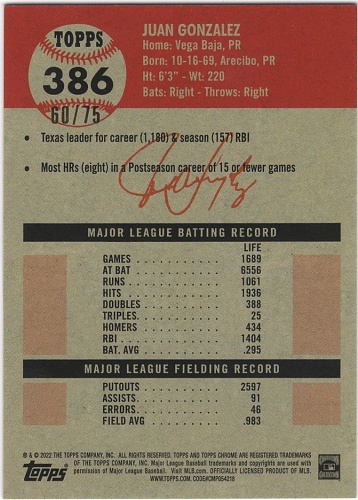 TOPPS
386
60/75
JUAN GONZALEZ
Home: Vega Baja, PR
Born: 10-16-69, Arecibo, PR
Ht: 6'3" - Wt: 220
Bats: Right - Throws: Right
• Texas leader for career (1,180) & season (157) RBI
• Most HRs (eight) in a Postseason career of 15 or fewer games
MAJOR LEAGUE BATTING RECORD
LIFE
GAMES . . . . . . . . . . 1689
AT BAT . . . . . . . . . . 6556
RUNS . . . . . . . . . . 1061
HITS . . . . . . . . . . 1936
DOUBLES . . . . . . . . . . 388
TRIPLES . . . . . . . . . . 25
HOMERS . . . . . . . . . . 434
RBI . . . . . . . . . . 1404
BAT. AVG . . . . . . . . . . .295
MAJOR LEAGUE FIELDING RECORD
PUTOUTS . . . . . . . . . . 2597
ASSISTS . . . . . . . . . . 91
ERRORS . . . . . . . . . . 46
FIELD AVG . . . . . . . . . . .983
® & © 2022 THE TOPPS COMPANY, INC. ALL RIGHTS RESERVED. TOPPS AND TOPPS CHROME ARE REGISTERED TRADEMARKS
OF THE TOPPS COMPANY, INC. Major League Baseball trademarks and copyrights are used with
permission of Major League Baseball. Visit MLB.com. OFFICIALLY LICENSED PRODUCT OF MLB.
WWW.TOPPS.COM CODE#CMP054218
TOPPS